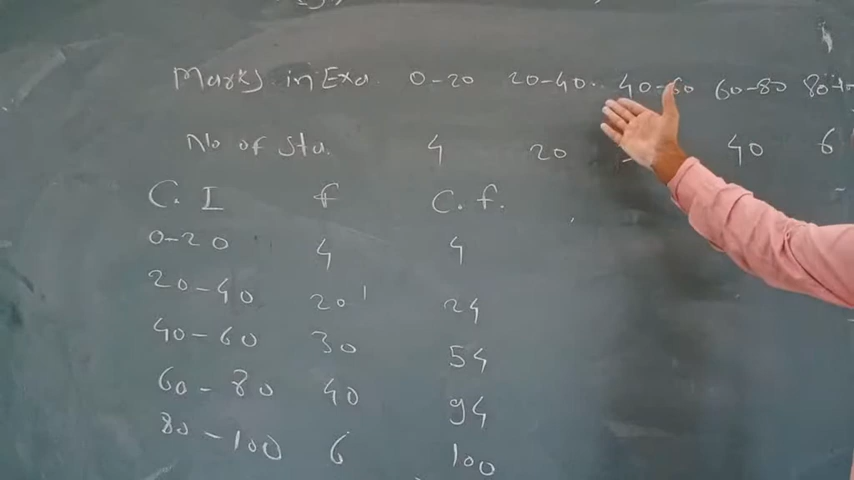 Marks in Exa. 0-20 20-40 40-60 60-80
No of stu. 4 20 40 6
C. I f C. f.
0-20 4 4
20-40 20 24
40-60 30 54
60-80 40 94
80-100 6 100